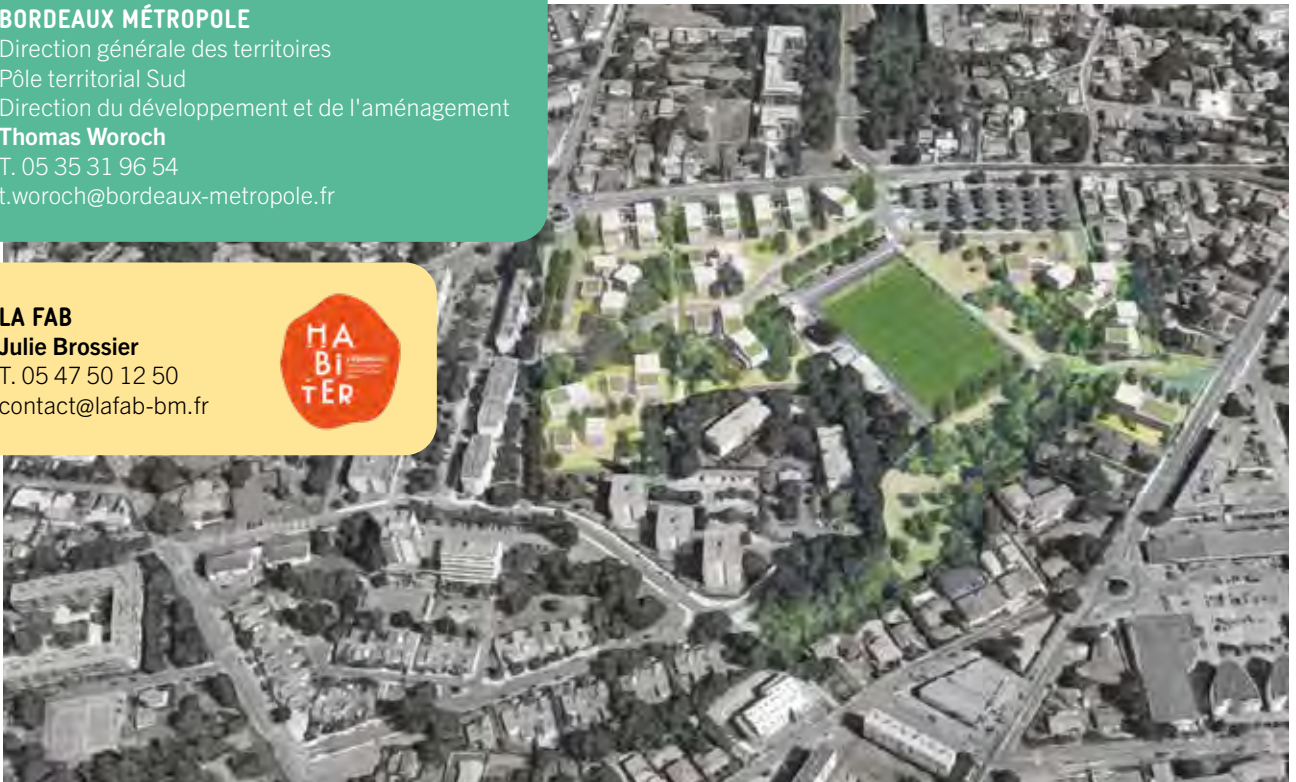 BORDEAUX MÉTROPOLE
Direction générale des territoires
Pôle territorial Sud
Direction du développement et de l'aménagement
Thomas Woroch
T. 05 35 31 96 54
t.woroch@bordeaux-metropole.fr
LA FAB
Julie Brossier
T. 05 47 50 12 50
contact@lafab-bm.fr
HA
Bi
TER